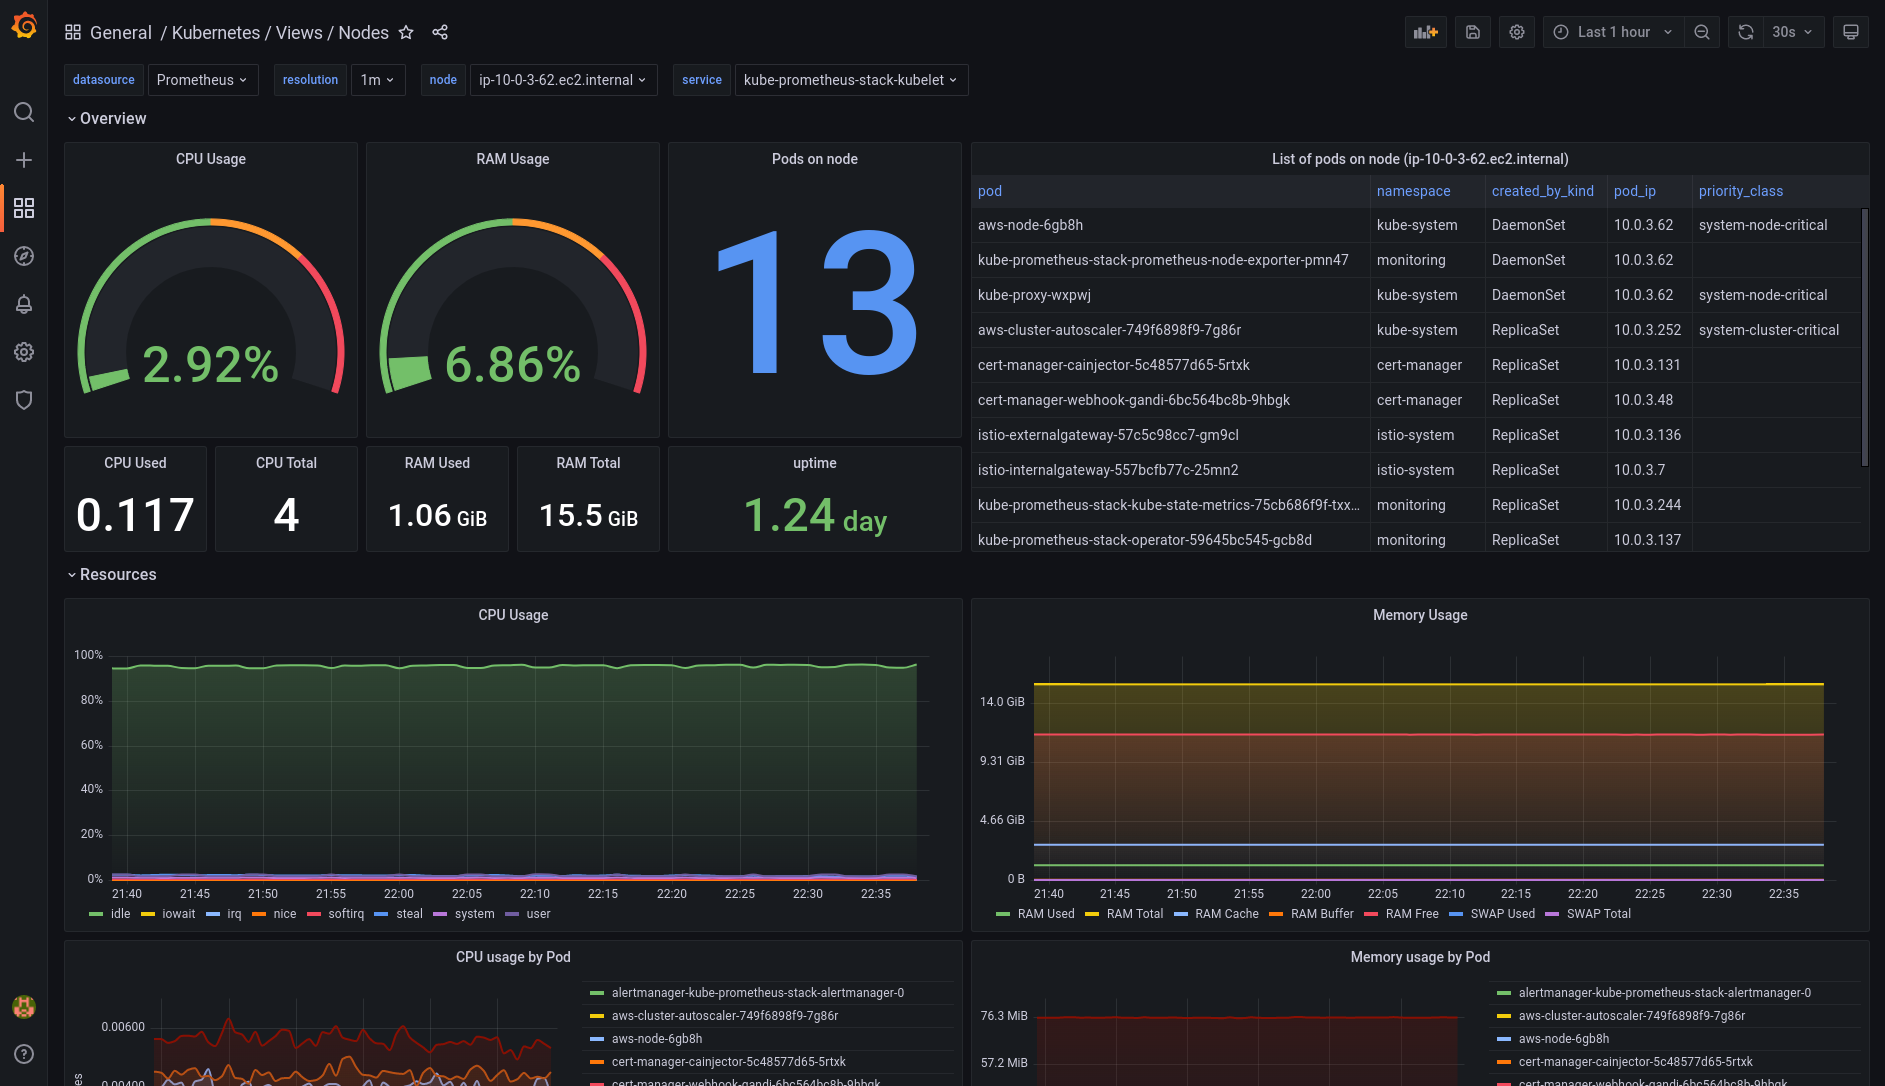 General / Kubernetes / Views / Nodes
Last 1 hour
30s
datasource Prometheus resolution 1m node ip-10-0-3-62.ec2.internal service kube-prometheus-stack-kubelet
Overview
CPU Usage
2.92%
RAM Usage
6.86%
Pods on node
13
CPU Used
0.117
CPU Total
4
RAM Used
1.06 GiB
RAM Total
15.5 GiB
uptime
1.24 day
List of pods on node (ip-10-0-3-62.ec2.internal)
pod namespace created_by_kind pod_ip priority_class
aws-node-6gb8h kube-system DaemonSet 10.0.3.62 system-node-critical
kube-prometheus-stack-prometheus-node-exporter-pmn47 monitoring DaemonSet 10.0.3.62
kube-proxy-wxpwj kube-system DaemonSet 10.0.3.62 system-node-critical
aws-cluster-autoscaler-749f6898f9-7g86r kube-system ReplicaSet 10.0.3.252 system-cluster-critical
cert-manager-cainjector-5c48577d65-5rtxk cert-manager ReplicaSet 10.0.3.131
cert-manager-webhook-gandi-6bc564bc8b-9hbgk cert-manager ReplicaSet 10.0.3.48
istio-externalgateway-57c5c98cc7-gm9cl istio-system ReplicaSet 10.0.3.136
istio-internalgateway-557bcfb77c-25mn2 istio-system ReplicaSet 10.0.3.7
kube-prometheus-stack-kube-state-metrics-75cb686f9f-txx... monitoring ReplicaSet 10.0.3.244
kube-prometheus-stack-operator-59645bc545-gcb8d monitoring ReplicaSet 10.0.3.137
Resources
CPU Usage
100%
80%
60%
40%
20%
0%
21:40 21:45 21:50 21:55 22:00 22:05 22:10 22:15 22:20 22:25 22:30 22:35
idle iowait irq nice softirq steal system user
Memory Usage
14.0 GiB
9.31 GiB
4.66 GiB
0 B
21:40 21:45 21:50 21:55 22:00 22:05 22:10 22:15 22:20 22:25 22:30 22:35
RAM Used RAM Total RAM Cache RAM Buffer RAM Free SWAP Used SWAP Total
CPU usage by Pod
0.00600
0.00400
alertmanager-kube-prometheus-stack-alertmanager-0
aws-cluster-autoscaler-749f6898f9-7g86r
aws-node-6gb8h
cert-manager-cainjector-5c48577d65-5rtxk
cert-manager-webhook-gandi-6bc564bc8b-9hbgk
Memory usage by Pod
76.3 MiB
57.2 MiB
alertmanager-kube-prometheus-stack-alertmanager-0
aws-cluster-autoscaler-749f6898f9-7g86r
aws-node-6gb8h
cert-manager-cainjector-5c48577d65-5rtxk
cert-manager-webhook-gandi-6bc564bc8b-9hbgk